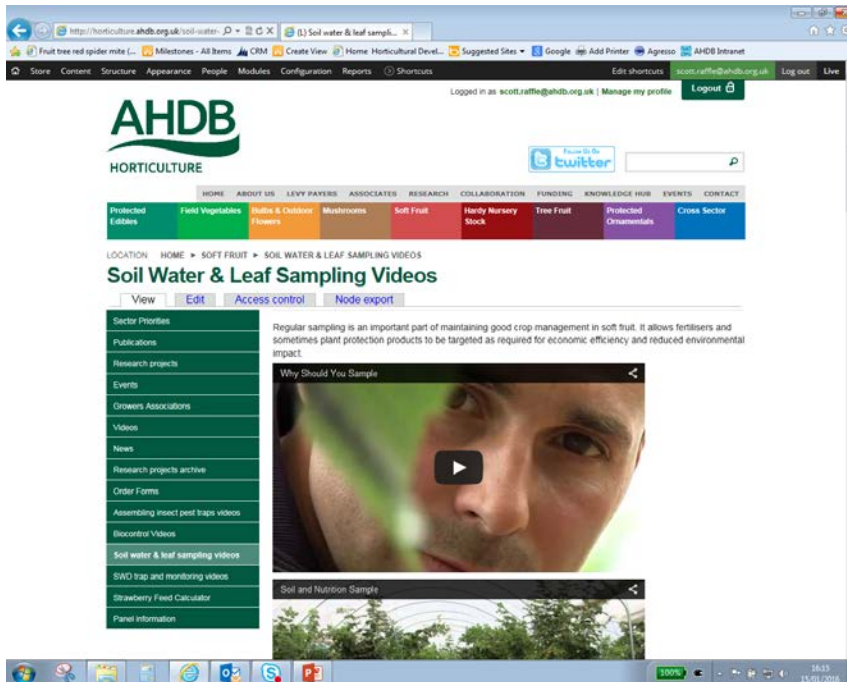 http://horticulture.ahdb.org.uk/soil-water-
(L) Soil water & leaf sampli...
Fruit tree red spider mite (... Milestones - All Items CRM Create View Home Horticultural Devel... Suggested Sites Google Add Printer Agresso AHDB Intranet
Store Content Structure Appearance People Modules Configuration Reports Shortcuts Edit shortcuts scott.raffle@ahdb.org.uk Log out Live
Logged in as scott.raffle@ahdb.org.uk | Manage my profile Logout
AHDB
HORTICULTURE
Follow Us On
twitter
HOME ABOUT US LEVY PAYERS ASSOCIATES RESEARCH COLLABORATION FUNDING KNOWLEDGE HUB EVENTS CONTACT
Protected Edibles Field Vegetables Bulbs & Outdoor Flowers Mushrooms Soft Fruit Hardy Nursery Stock Tree Fruit Protected Ornamentals Cross Sector
LOCATION HOME ► SOFT FRUIT ► SOIL WATER & LEAF SAMPLING VIDEOS
Soil Water & Leaf Sampling Videos
View Edit Access control Node export
Sector Priorities
Publications
Research projects
Events
Growers Associations
Videos
News
Research projects archive
Order Forms
Assembling insect pest traps videos
Biocontrol Videos
Soil water & leaf sampling videos
SWD trap and monitoring videos
Strawberry Feed Calculator
Panel information
Regular sampling is an important part of maintaining good crop management in soft fruit. It allows fertilisers and
sometimes plant protection products to be targeted as required for economic efficiency and reduced environmental
impact.
Why Should You Sample
Soil and Nutrition Sample
100%
16:15
15/01/2016